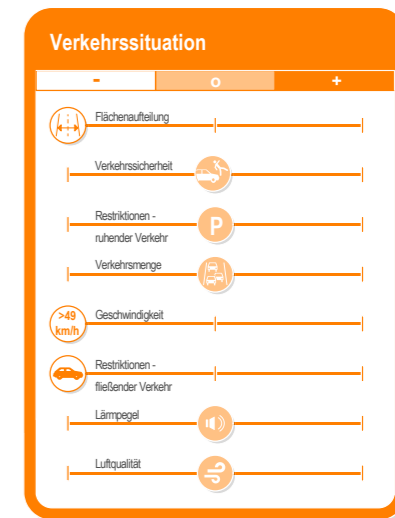 Verkehrssituation
- o +
Flächenaufteilung
Verkehrssicherheit
Restriktionen -
ruhender Verkehr
P
Verkehrsmenge
>49
km/h
Geschwindigkeit
Restriktionen -
fließender Verkehr
Lärmpegel
Luftqualität